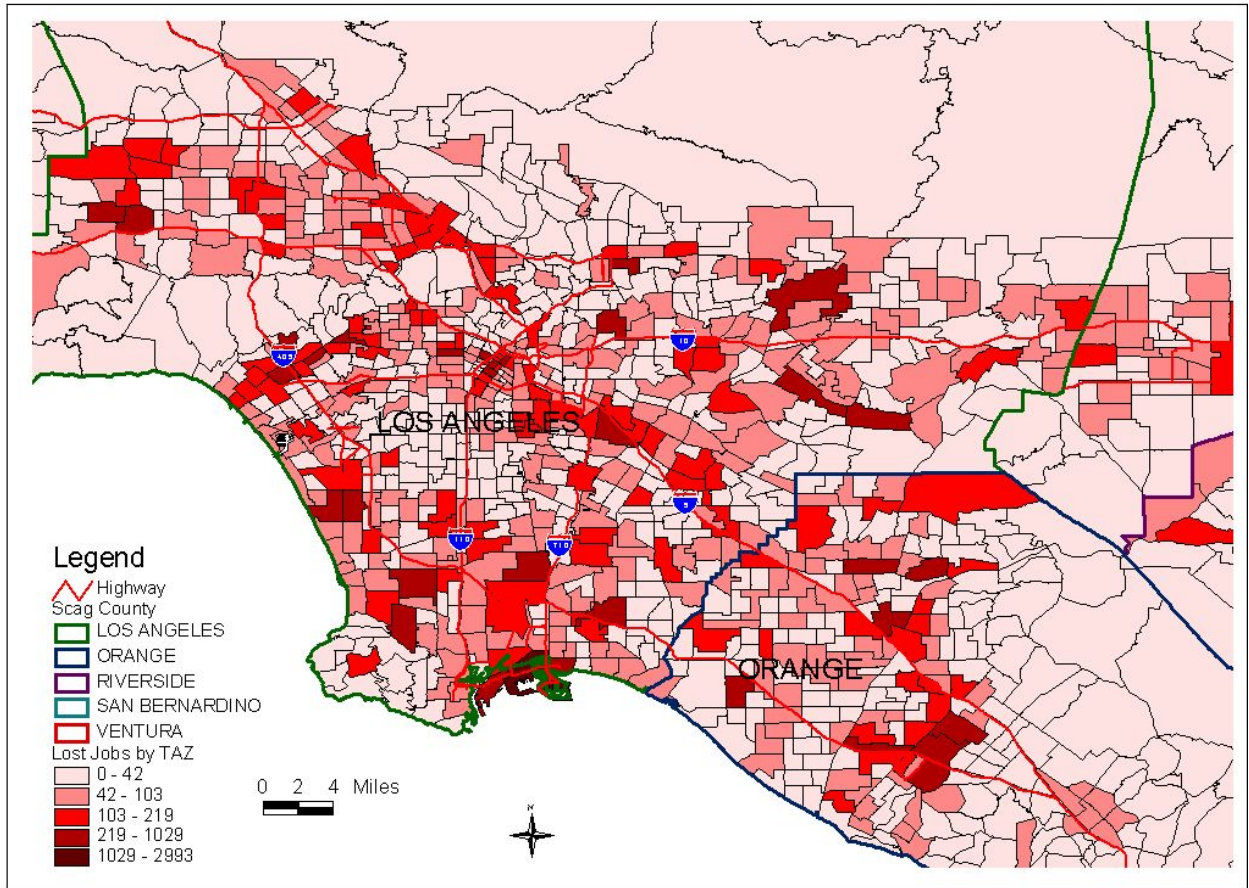 405
10
LOS ANGELES
5
110
710
ORANGE
Legend
Highway
Scag County
LOS ANGELES
ORANGE
RIVERSIDE
SAN BERNARDINO
VENTURA
Lost Jobs by TAZ
0 - 42
42 - 103
103 - 219
219 - 1029
1029 - 2993
0 2 4 Miles
N